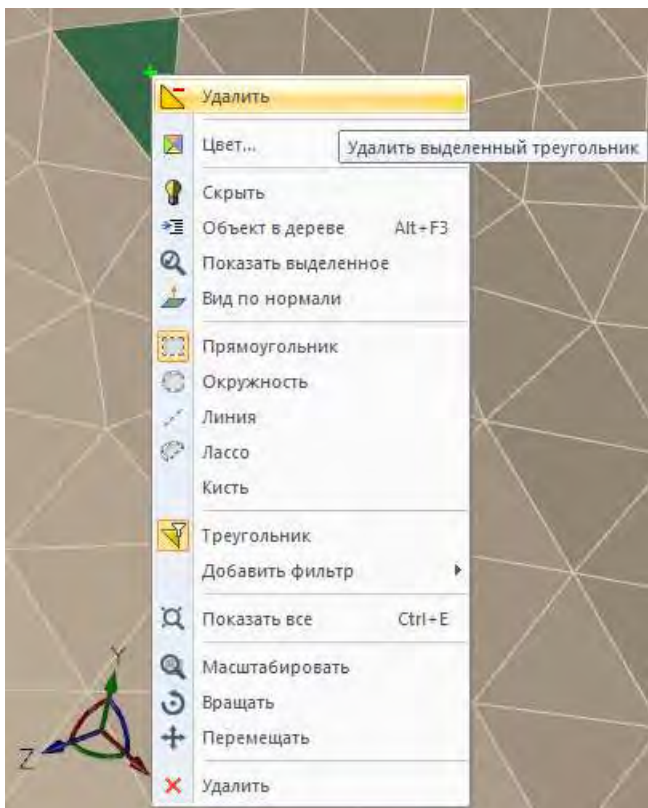 Удалить
Цвет...
Удалить выделенный треугольник
Скрыть
Объект в дереве Alt+F3
Показать выделенное
Вид по нормали
Прямоугольник
Окружность
Линия
Лассо
Кисть
Треугольник
Добавить фильтр
Показать все Ctrl+E
Масштабировать
Y
Вращать
Перемещать
Z
Удалить